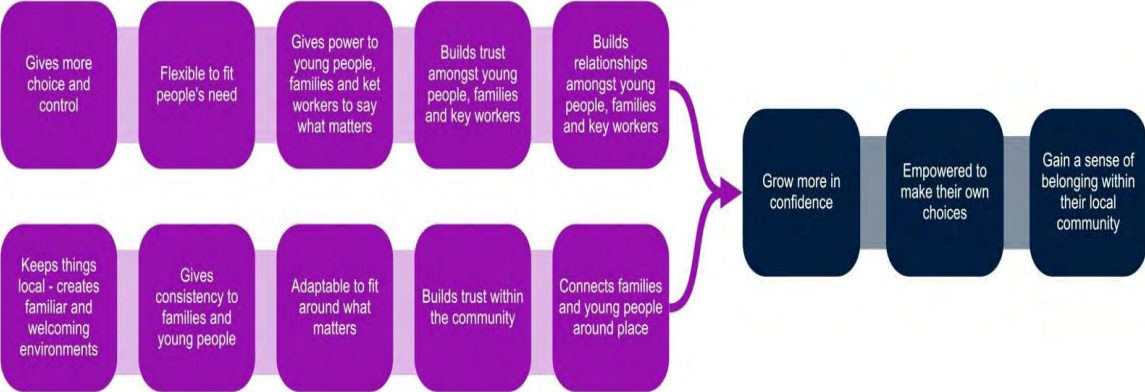 Gives more
choice and
control
Flexible to fit
people's need
Gives power to
young people,
families and ket
workers to say
what matters
Builds trust
amongst young
people, families
and key workers
Builds
relationships
amongst young
people, families
and key workers
Keeps things
local - creates
familiar and
welcoming
environments
Gives
consistency to
families and
young people
Adaptable to fit
around what
matters
Builds trust within
the community
Connects families
and young people
around place
Grow more in
confidence
Empowered to
make their own
choices
Gain a sense of
belonging within
their local
community